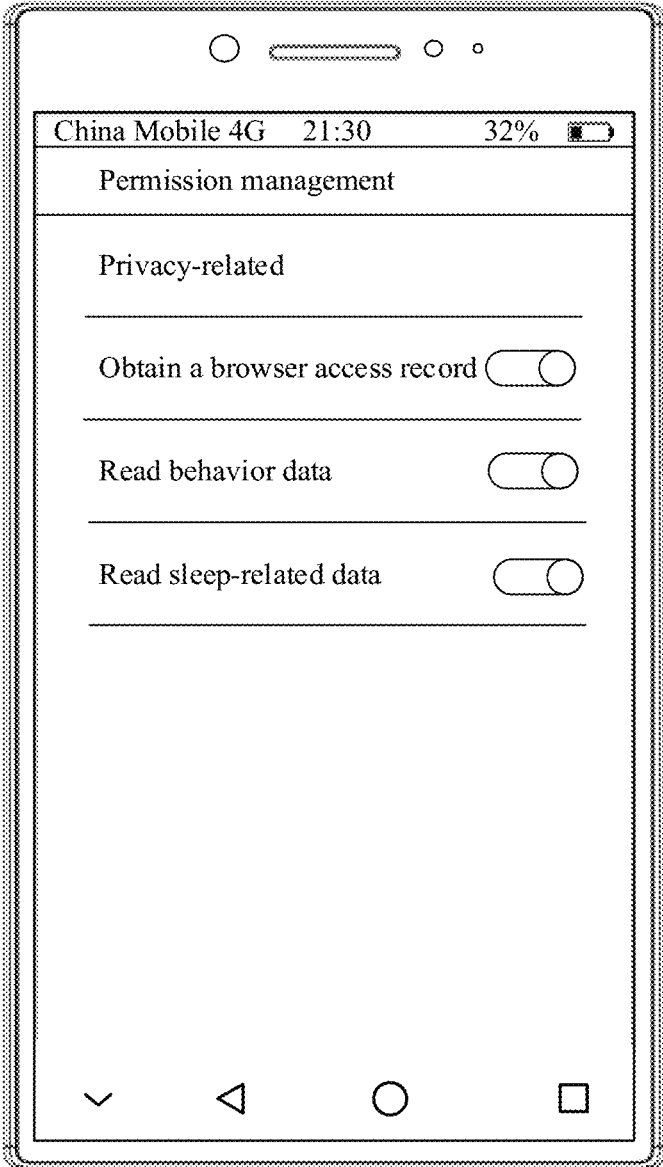 China Mobile 4G 21:30 32%
Permission management
Privacy-related
Obtain a browser access record
Read behavior data
Read sleep-related data